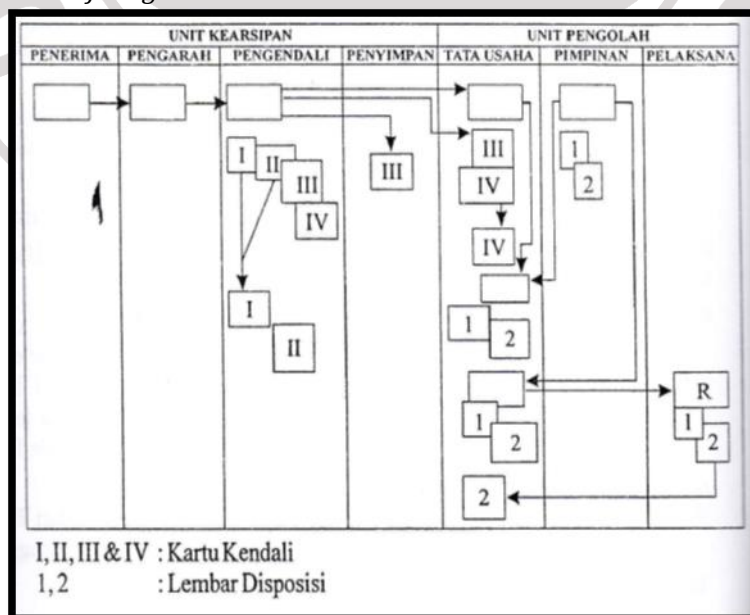 UNIT KEARSIPAN UNIT PENGOLAH
PENERIMA PENGARAH PENGENDALI PENYIMPAN TATA USAHA PIMPINAN PELAKSANA
I
II
III
IV
III
III
IV
1
2
IV
I
II
1
2
R
1
2
1
2
2
I, II, III & IV : Kartu Kendali
1, 2 : Lembar Disposisi